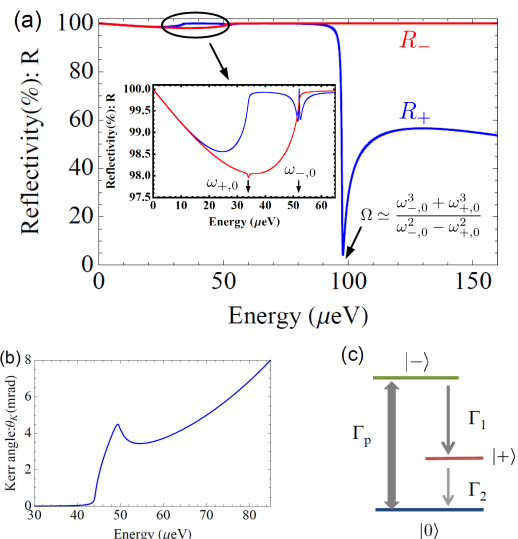 (a)
100
80
60
40
20
0
Reflectivity(%): R
R₋
R₊
100.0
99.5
99.0
98.5
98.0
97.5
Reflectivity(%): R
ω₊,₀
ω₋,₀
0 10 20 30 40 50 60
Energy (μeV)
Ω ≃ (ω³₋,₀ + ω³₊,₀) / (ω²₋,₀ − ω²₊,₀)
0 50 100 150
Energy (μeV)
(b)
8
6
4
2
0
Kerr angle:θ_K(mrad)
30 40 50 60 70 80
Energy (μeV)
(c)
|−⟩
Γₚ
Γ₁
|+⟩
Γ₂
|0⟩